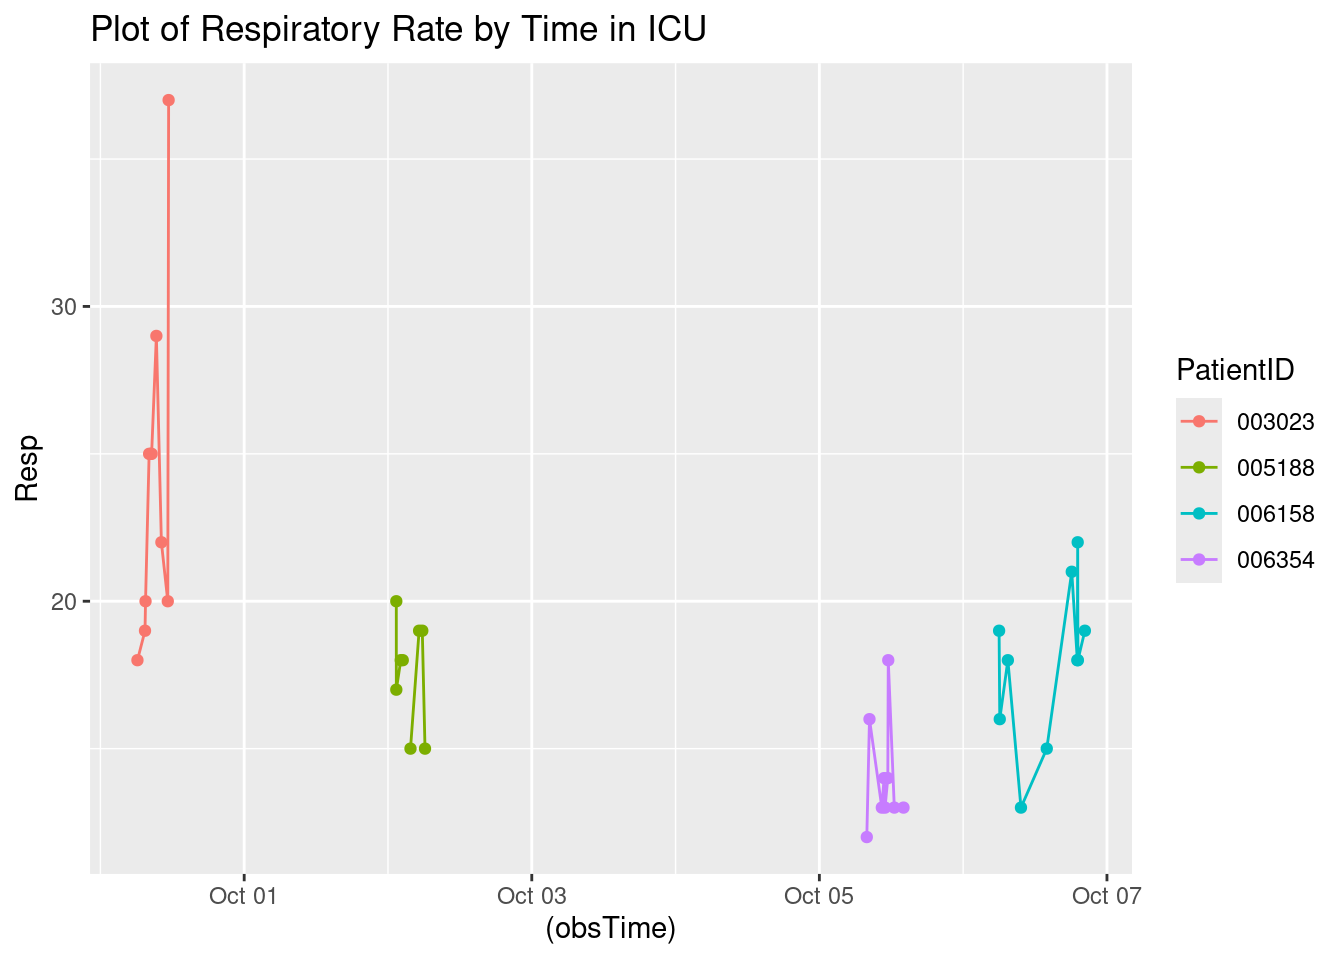 Plot of Respiratory Rate by Time in ICU
Resp
30
20
Oct 01
Oct 03
Oct 05
Oct 07
(obsTime)
PatientID
003023
005188
006158
006354